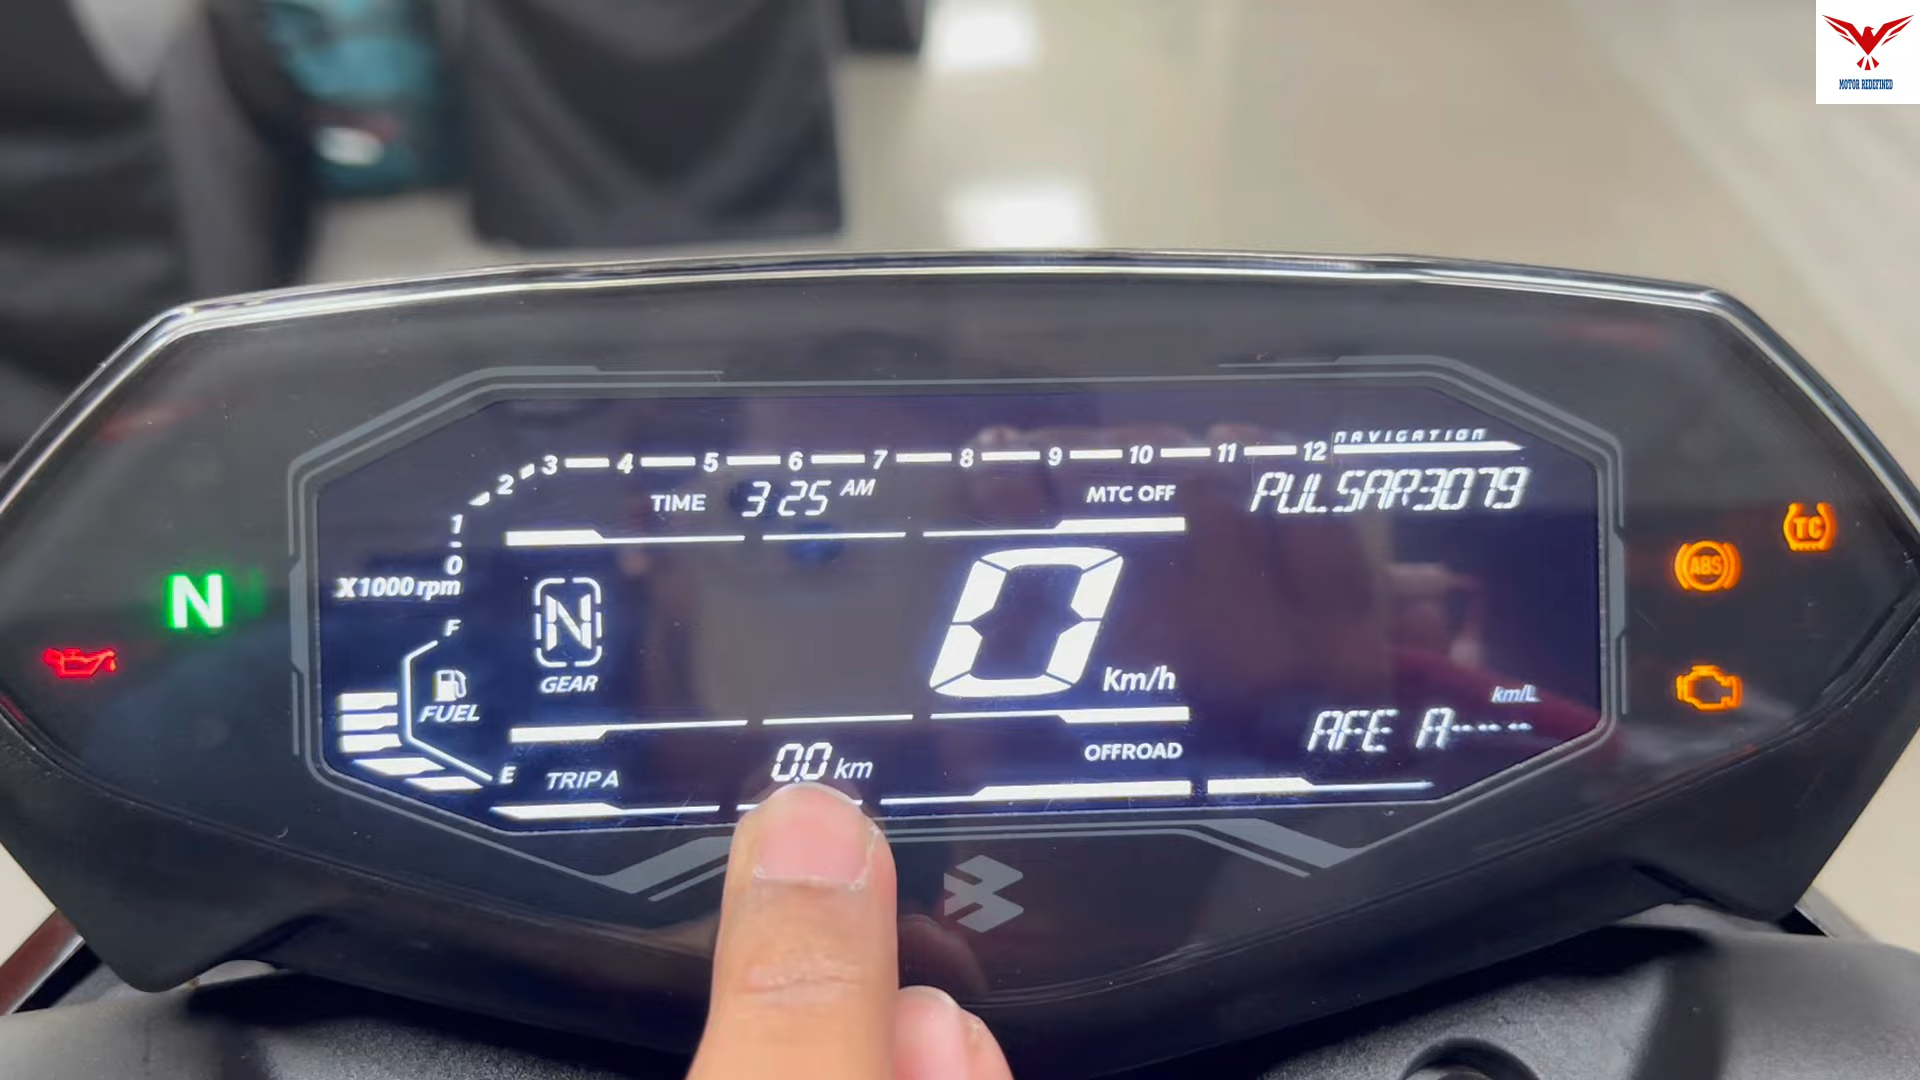 MOTOR REDEFINED
0 1 2 3 4 5 6 7 8 9 10 11 12
NAVIGATION
X1000 rpm
TIME 3 25 AM
MTC OFF
PULSAR3079
N
TC
ABS
N
GEAR
0 Km/h
F
FUEL
E
km/L
AFE A----
TRIP A
0.0 km
OFFROAD